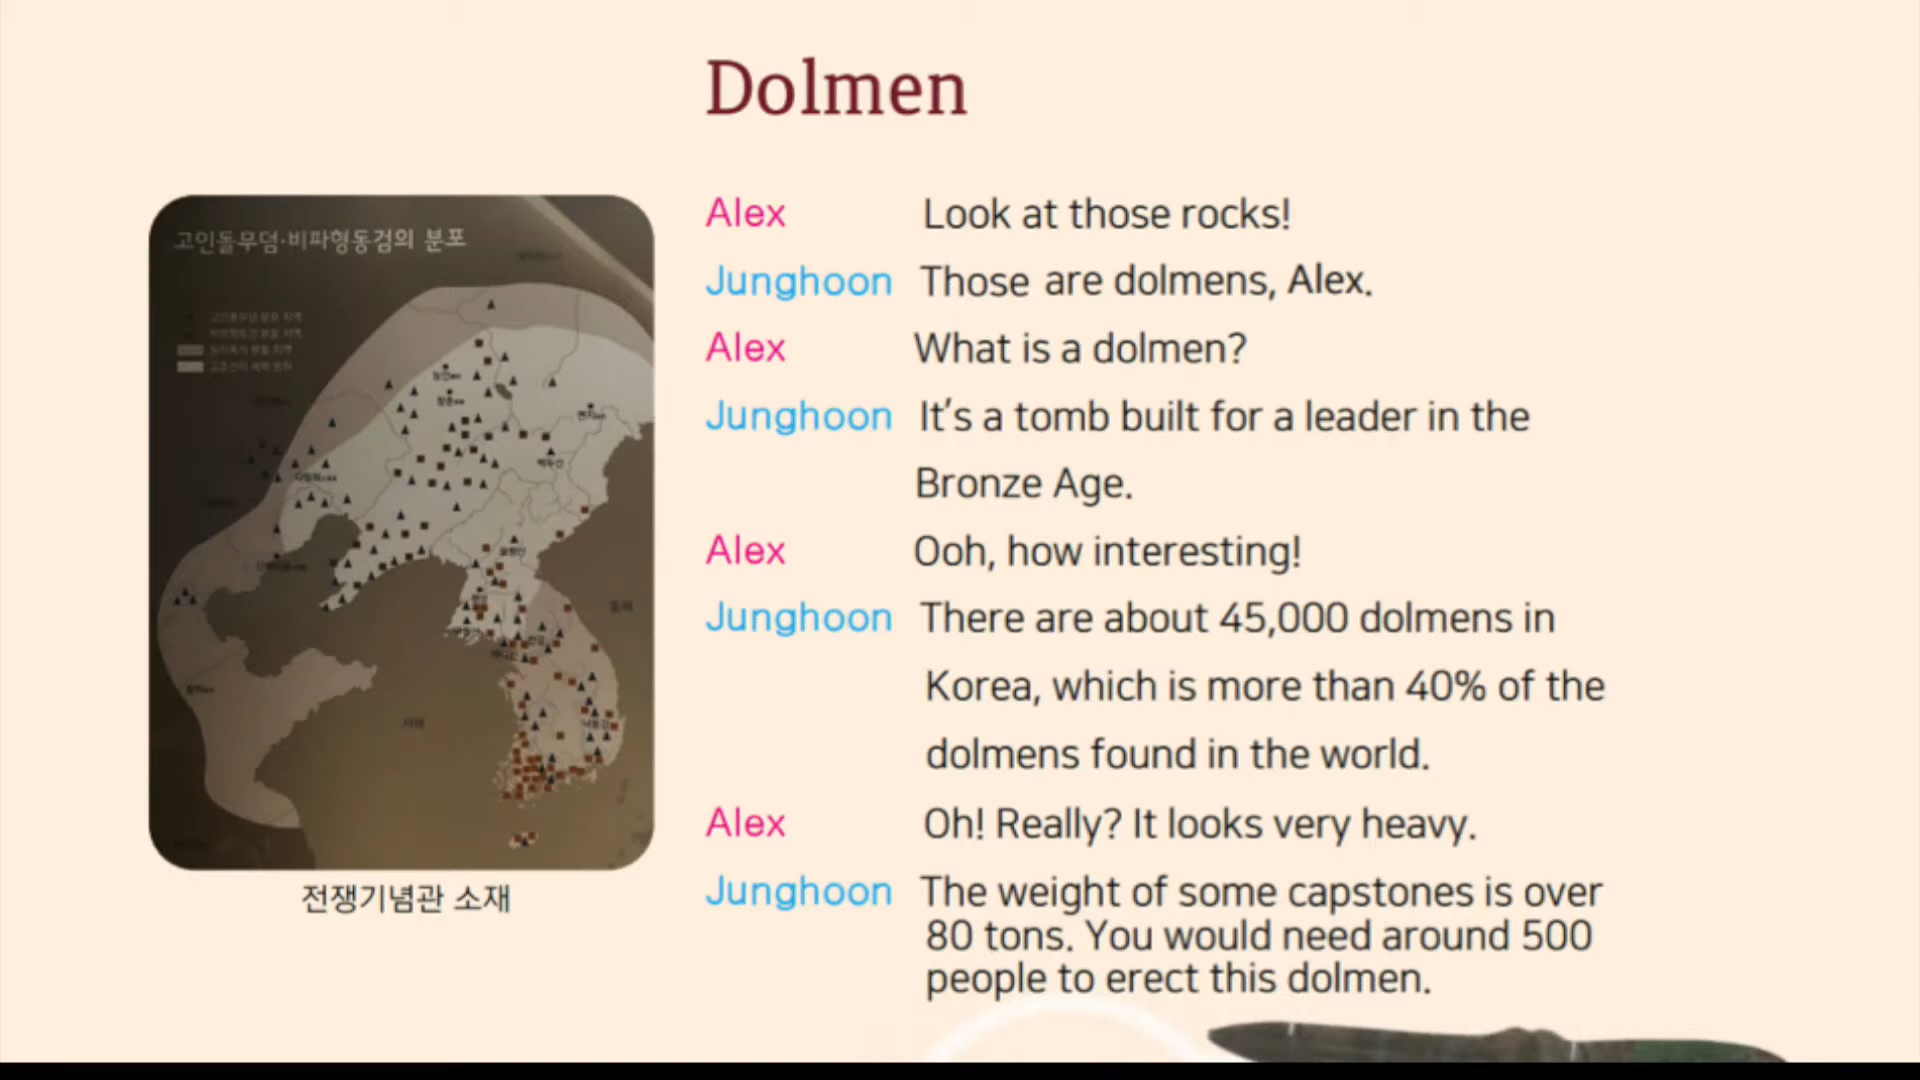 Dolmen
고인돌무덤·비파형동검의 분포
Alex Look at those rocks!
Junghoon Those are dolmens, Alex.
Alex What is a dolmen?
Junghoon It's a tomb built for a leader in the
Bronze Age.
Alex Ooh, how interesting!
Junghoon There are about 45,000 dolmens in
Korea, which is more than 40% of the
dolmens found in the world.
Alex Oh! Really? It looks very heavy.
Junghoon The weight of some capstones is over
80 tons. You would need around 500
people to erect this dolmen.
전쟁기념관 소재